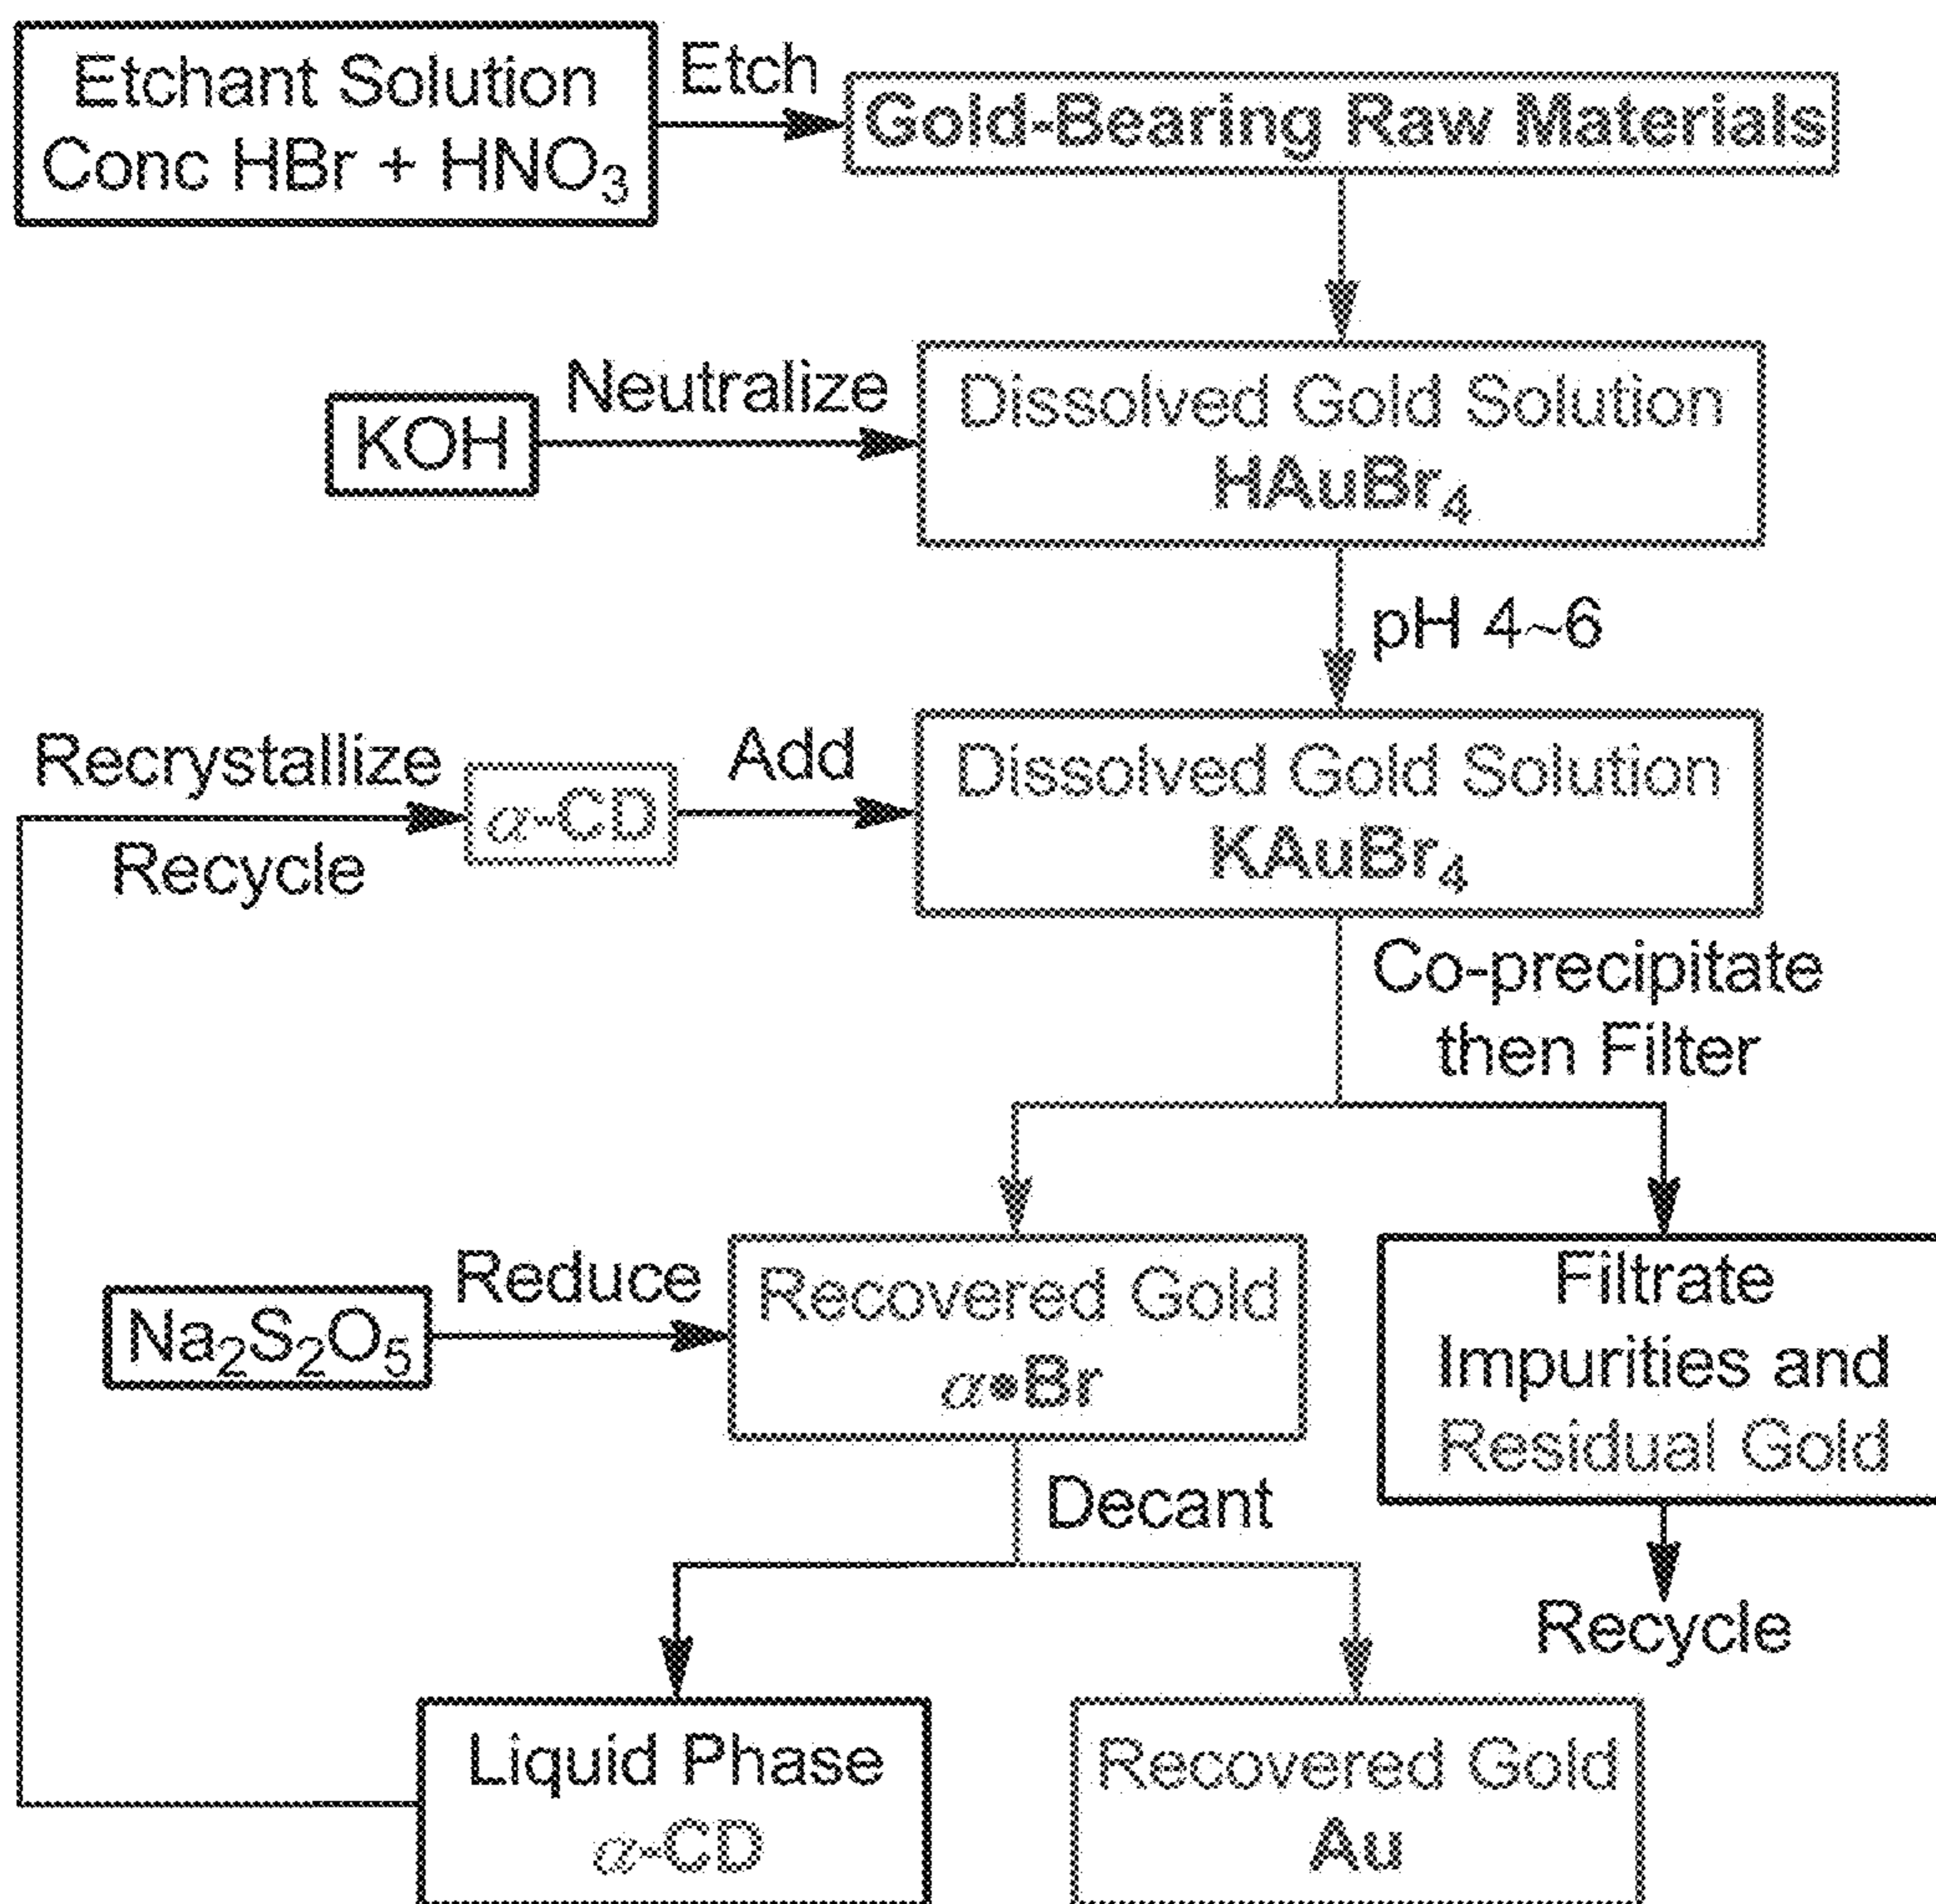 Etchant Solution
Conc HBr + HNO₃
Etch
Gold-Bearing Raw Materials
KOH
Neutralize
Dissolved Gold Solution
HAuBr₄
pH 4~6
Recrystallize
Recycle
α-CD
Add
Dissolved Gold Solution
KAuBr₄
Co-precipitate
then Filter
Na₂S₂O₅
Reduce
Recovered Gold
α•Br
Filtrate
Impurities and
Residual Gold
Decant
Recycle
Liquid Phase
α-CD
Recovered Gold
Au